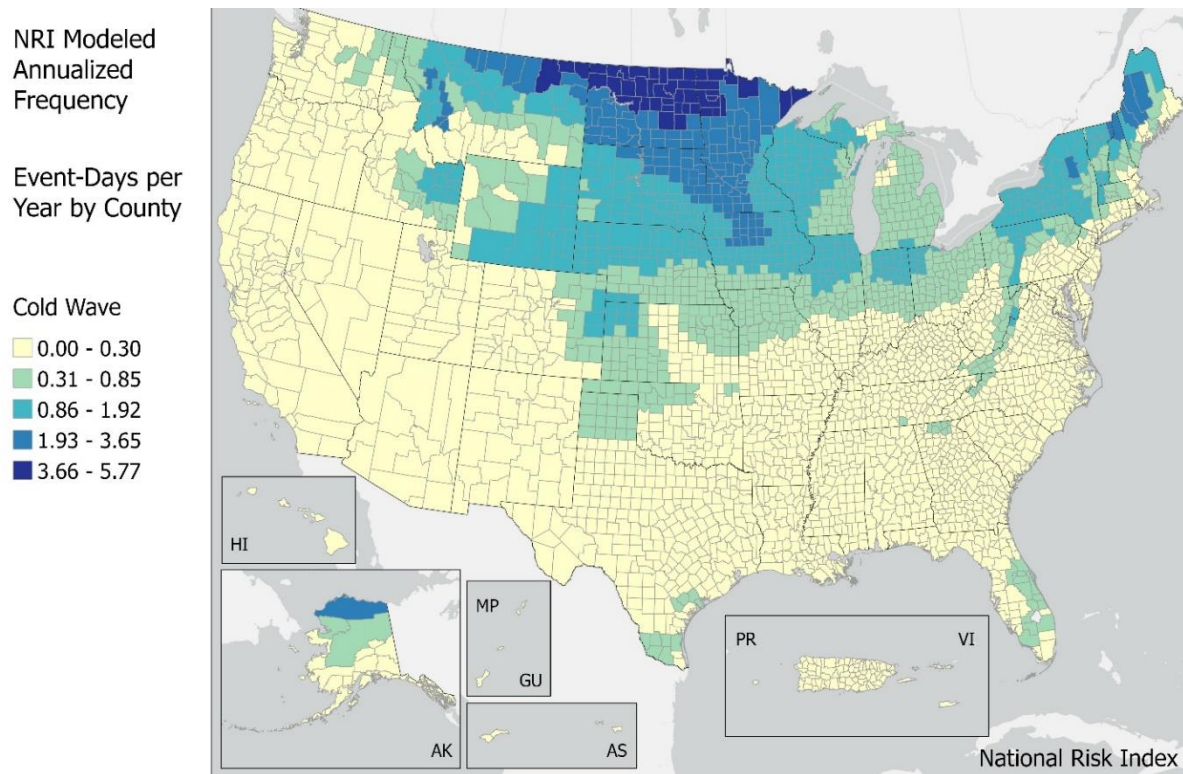 NRI Modeled
Annualized
Frequency
Event-Days per
Year by County
Cold Wave
0.00 - 0.30
0.31 - 0.85
0.86 - 1.92
1.93 - 3.65
3.66 - 5.77
HI
AK
MP
GU
AS
PR
VI
National Risk Index